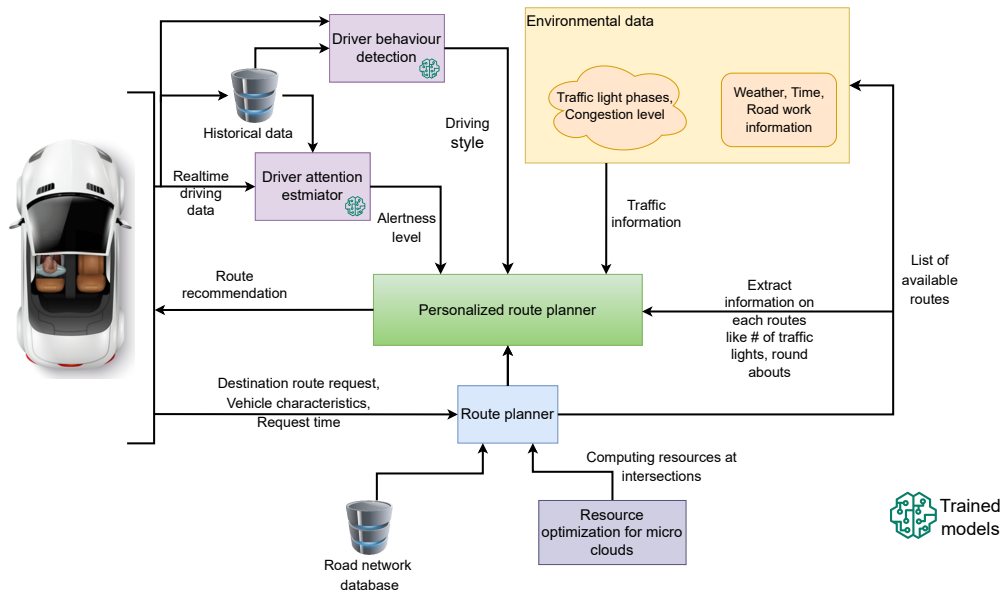 Driver behaviour
detection
Environmental data
Traffic light phases,
Congestion level
Weather, Time,
Road work
information
Historical data
Driving
style
Realtime
driving
data
Driver attention
estmiator
Alertness
level
Traffic
information
List of
available
routes
Route
recommendation
Personalized route planner
Extract
information on
each routes
like # of traffic
lights, round
abouts
Destination route request,
Vehicle characteristics,
Request time
Route planner
Computing resources at
intersections
Resource
optimization for micro
clouds
Road network
database
Trained
models